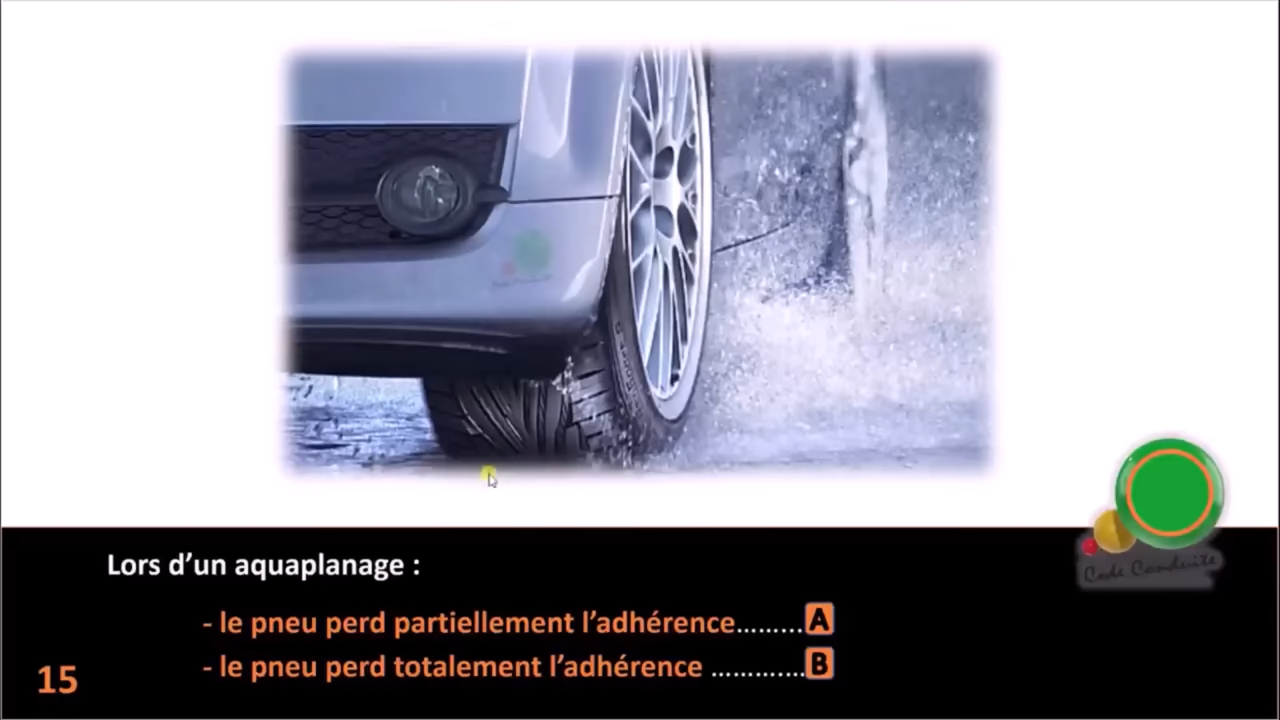 Lors d’un aquaplanage :
- le pneu perd partiellement l’adhérence.........A
- le pneu perd totalement l’adhérence ............B
15
Code Conduite